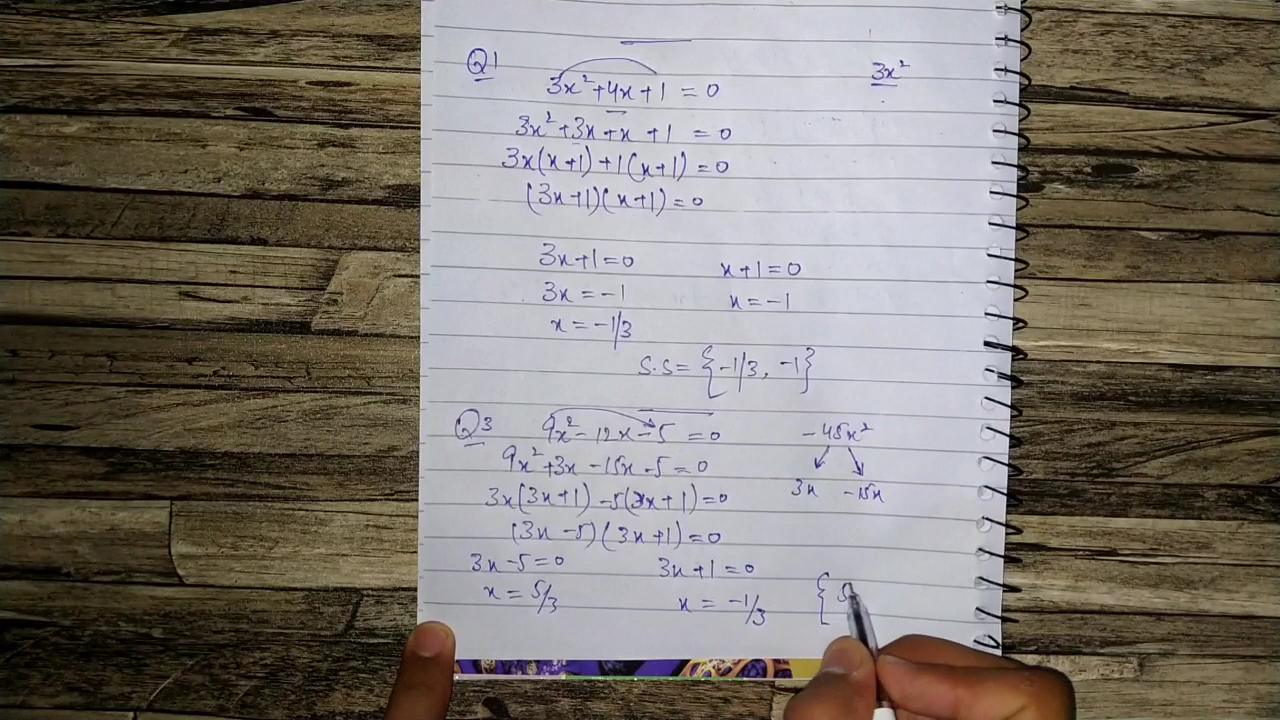 Q1
3x²+4x+1 = 0
3x²
3x²+3x+x+1 = 0
3x(x+1)+1(x+1)=0
(3x+1)(x+1)=0
3x+1=0 x+1=0
3x=-1 x=-1
x=-1/3
S.S= {-1/3, -1}
Q3 9x²-12x-5=0 -45x²
9x²+3x-15x-5=0
3x -15x
3x(3x+1)-5(3x+1)=0
(3x-5)(3x+1)=0
3x-5=0 3x+1=0
x=5/3 x=-1/3 {5